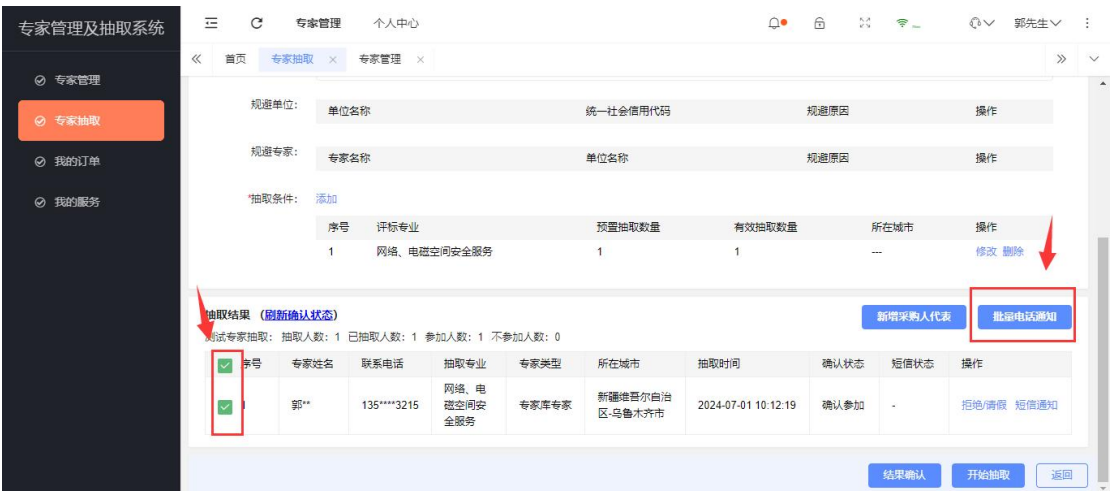 专家管理及抽取系统
专家管理
个人中心
郭先生
首页
专家抽取
专家管理
专家管理
专家抽取
我的订单
我的服务
规避单位：
单位名称 统一社会信用代码 规避原因 操作
规避专家：
专家名称 单位名称 规避原因 操作
*抽取条件： 添加
序号 评标专业 预置抽取数量 有效抽取数量 所在城市 操作
1 网络、电磁空间安全服务 1 1 --- 修改 删除
抽取结果 （刷新确认状态）
新增采购人代表 批量电话通知
测试专家抽取： 抽取人数：1 已抽取人数：1 参加人数：1 不参加人数：0
序号 专家姓名 联系电话 抽取专业 专家类型 所在城市 抽取时间 确认状态 短信状态 操作
1 郭** 135****3215 网络、电磁空间安全服务 专家库专家 新疆维吾尔自治区-乌鲁木齐市 2024-07-01 10:12:19 确认参加 - 拒绝/请假 短信通知
结果确认 开始抽取 返回